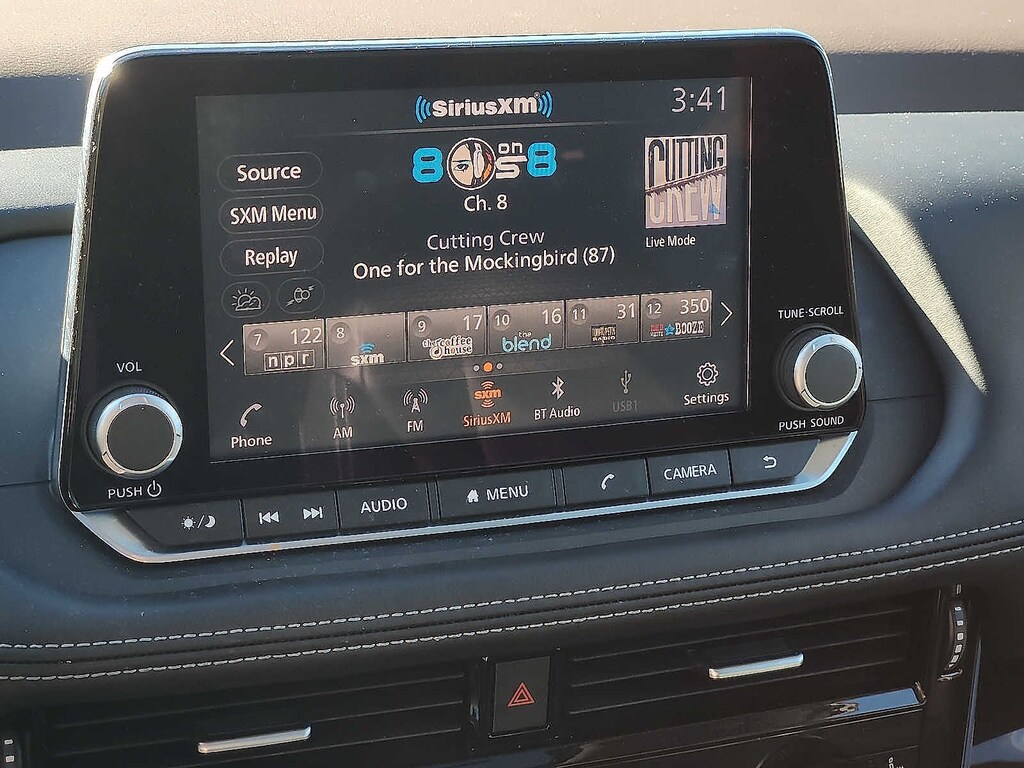 SiriusXM
3:41
8 on 8
Ch. 8
Source
SXM Menu
Replay
CUTTING
CREW
Live Mode
Cutting Crew
One for the Mockingbird (87)
7 122
npr
8
sxm
9 17
the coffee house
10 16
the blend
11 31
RADIO
12 350
BOOZE
Phone
AM
FM
sxm
SiriusXM
BT Audio
USB1
Settings
VOL
PUSH
TUNE·SCROLL
PUSH SOUND
AUDIO
MENU
CAMERA